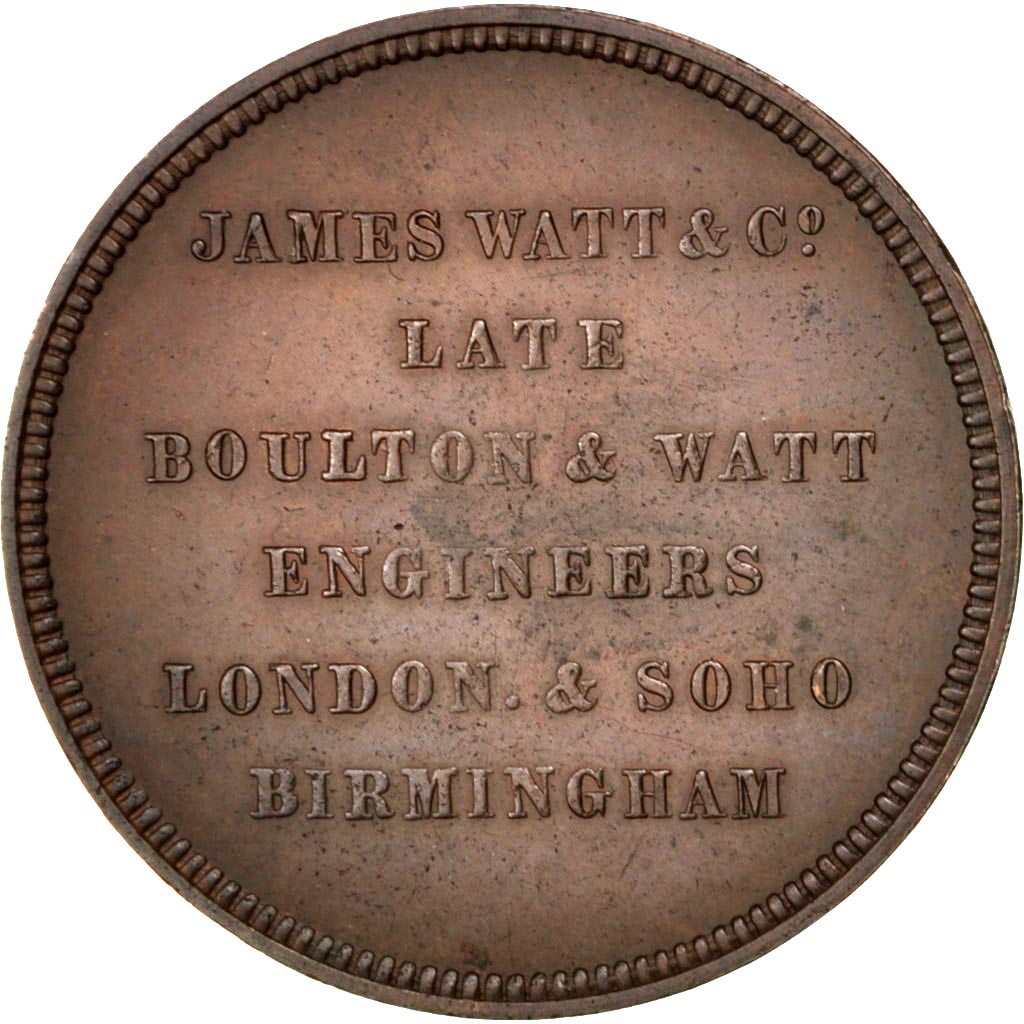 JAMES WATT & Cº
LATE
BOULTON & WATT
ENGINEERS
LONDON. & SOHO
BIRMINGHAM